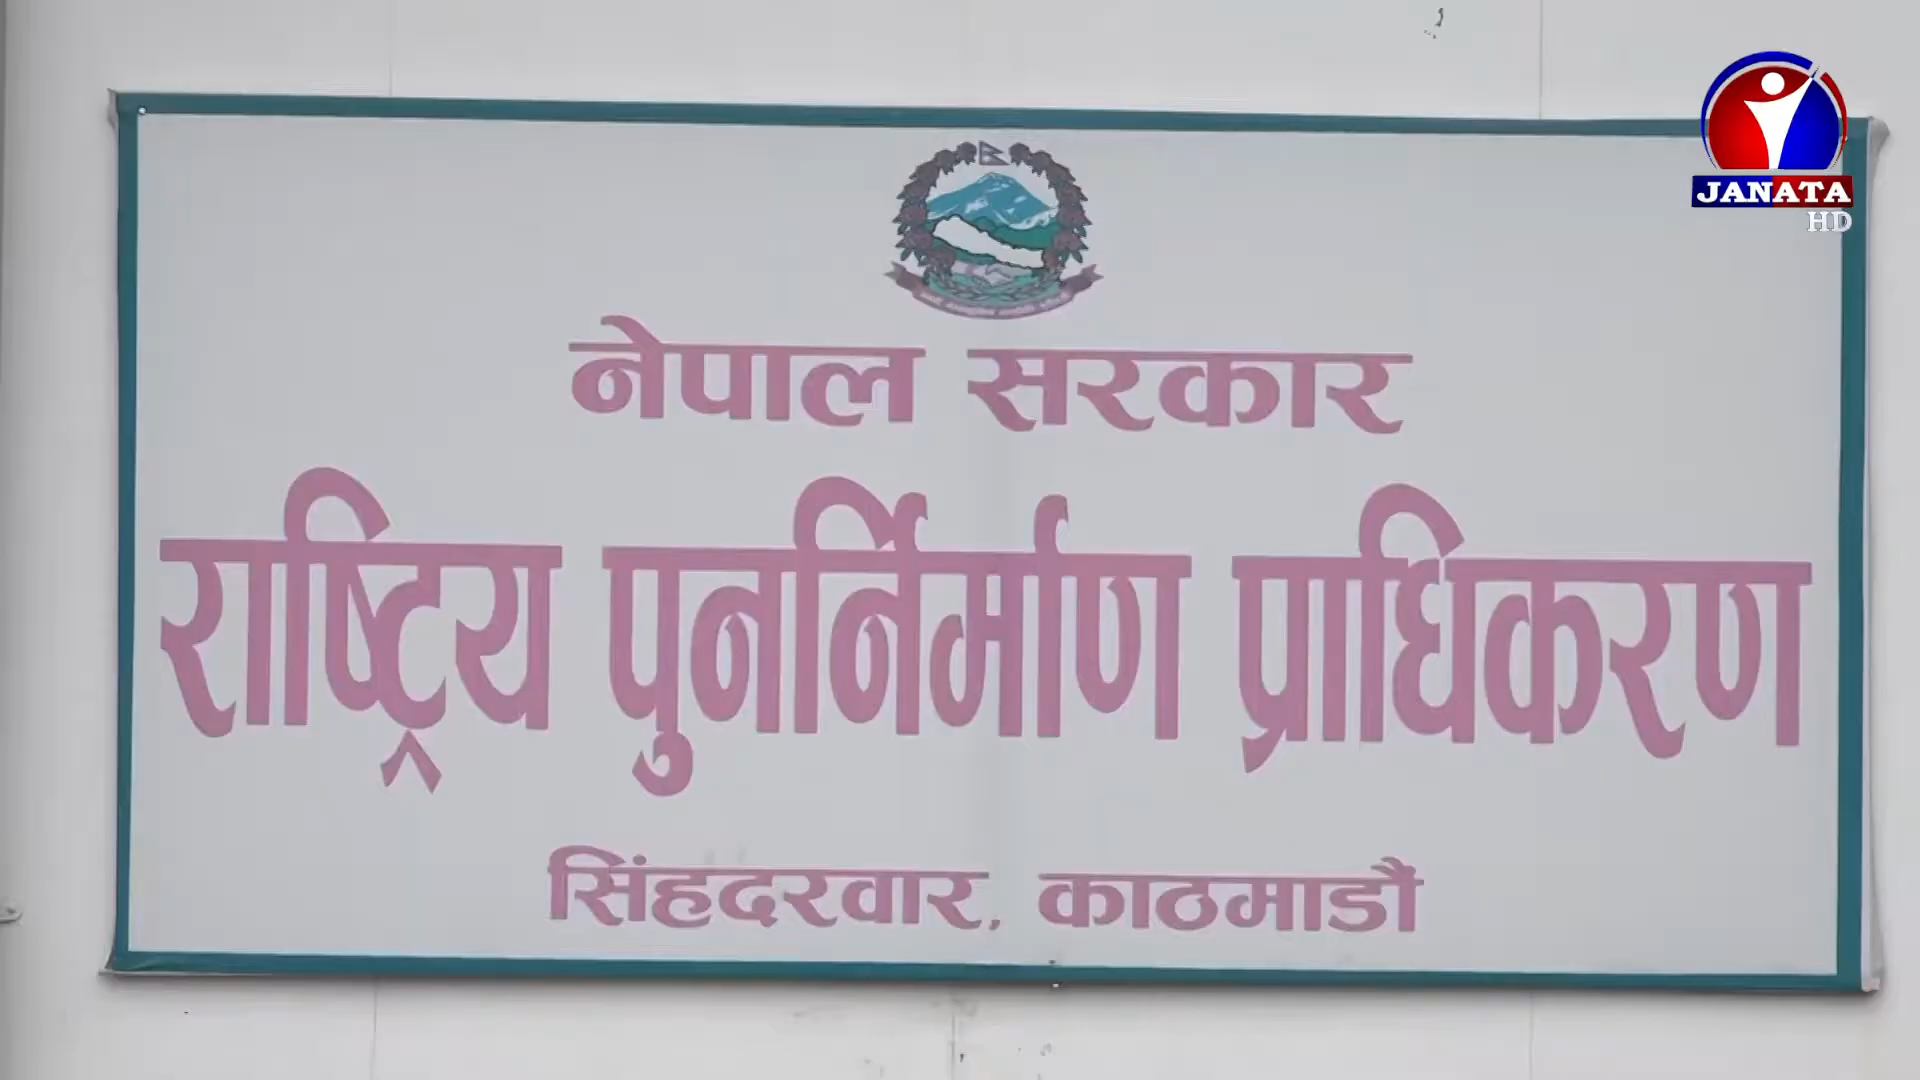 JANATA
HD
नेपाल सरकार
राष्ट्रिय पुनर्निर्माण प्राधिकरण
सिंहदरवार, काठमाडौं